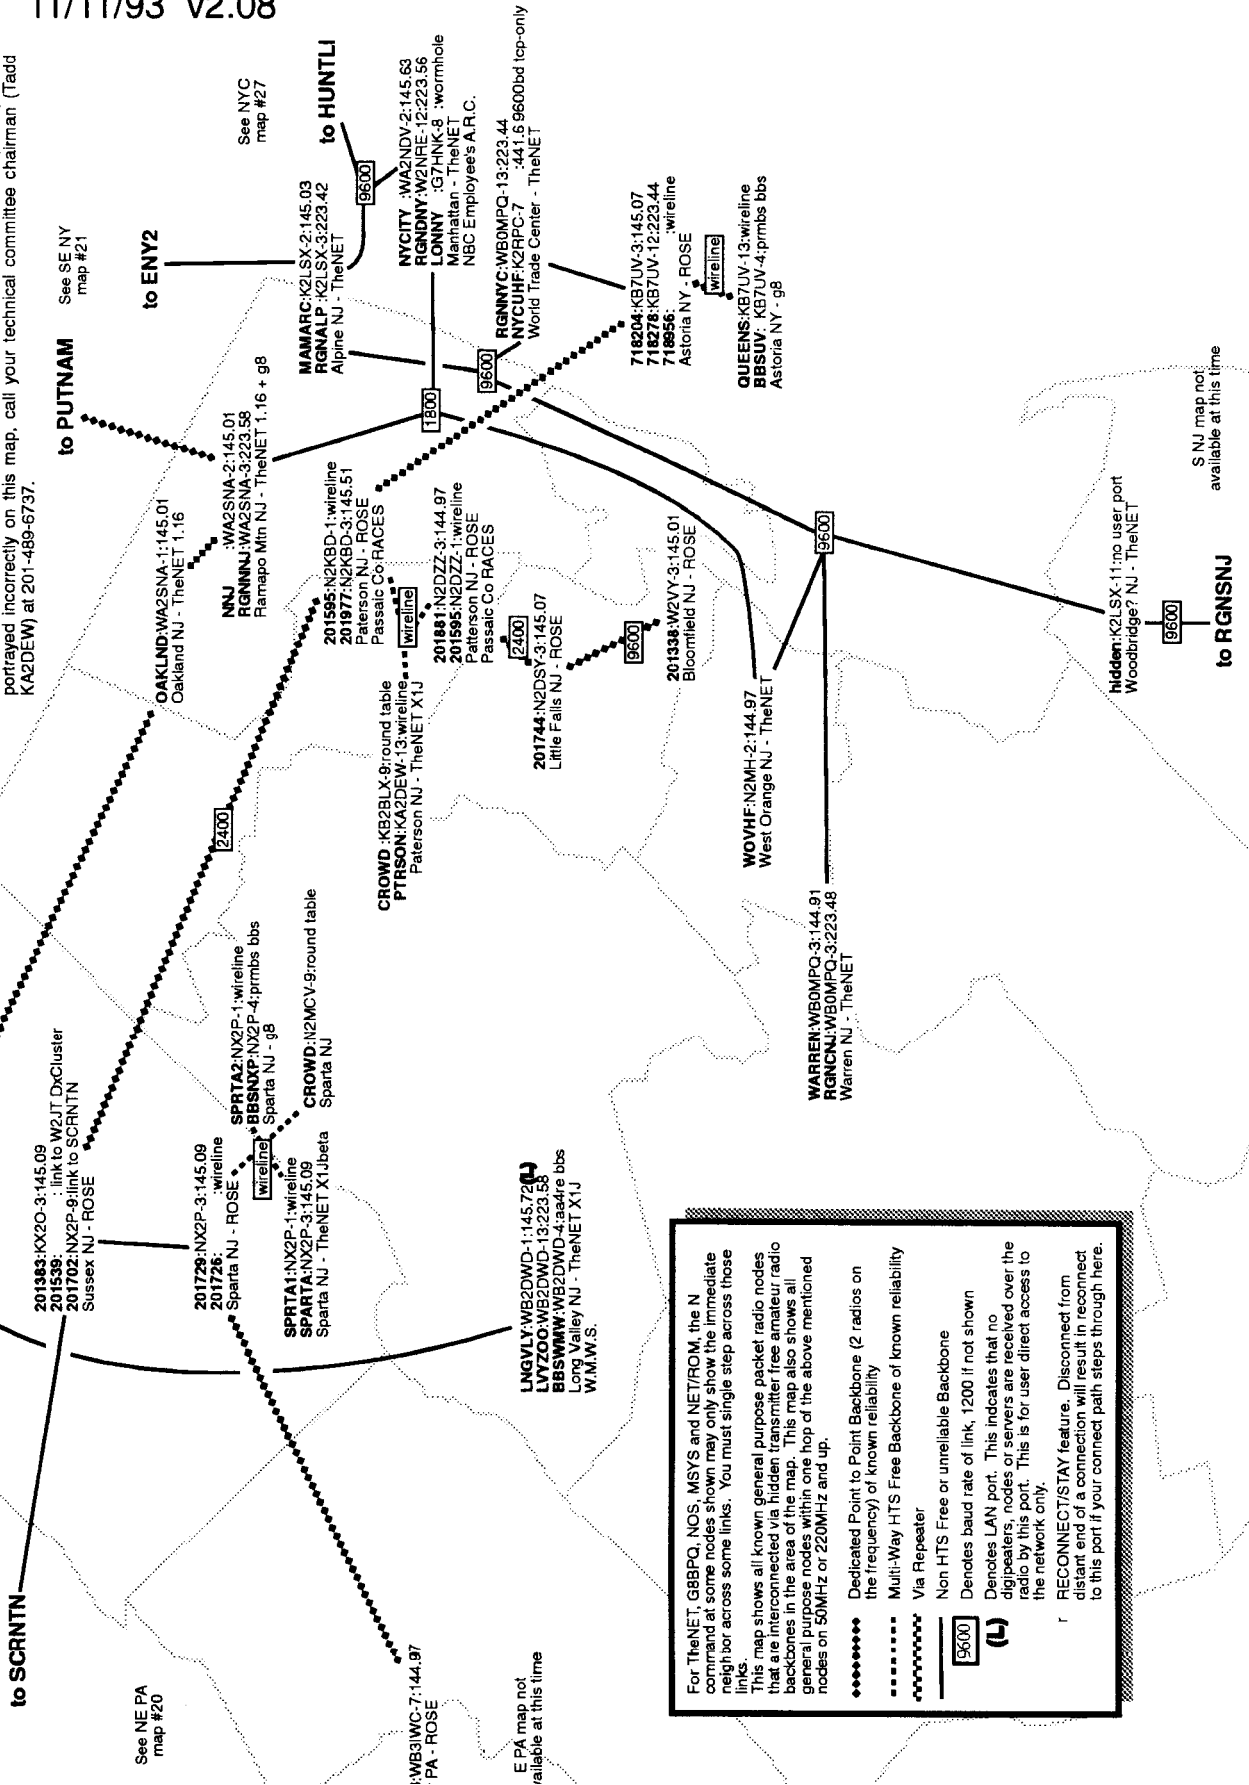 11/11/93 V2.08
portrayed incorrectly on this map, call your technical committee chairman (Tadd
KA2DEW) at 201-489-6737.
See NYC
map #27
to HUNTLI
See SE NY
map #21
to ENY2
to PUTNAM
MAMARC:K2LSX-2:145.03
RGNALP :K2LSX-3:223.42
Alpine NJ - TheNET
9600
NYCITY :WA2NDV-2:145.63
RGNDNY:W2NRE-12:223.56
LONNY :G7HNK-8 :wormhole
Manhattan - TheNET
NBC Employee's A.R.C.
RGNNYC:WB0MPQ-13:223.44
NYCUHF:K2RPC-7 :441.6 9600bd tcp-only
World Trade Center - TheNET
9600
1800
718204:KB7UV-3:145.07
718278:KB7UV-12:223.44
718956: :wireline
Astoria NY - ROSE
wireline
QUEENS:KB7UV-13:wireline
BBSUV: KB7UV-4:prmbs bbs
Astoria NY - g8
OAKLND:WA2SNA-1:145.01
Oakland NJ - TheNET 1.16
NNJ :WA2SNA-2:145.01
RGNNNJ:WA2SNA-3:223.58
Ramapo Mtn NJ - TheNET 1.16 + g8
201595:N2KBD-1:wireline
201977:N2KBD-3:145.51
Paterson NJ - ROSE
Passaic Co RACES
wireline
201881:N2DZZ-3:144.97
201595:N2DZZ-1:wireline
Patterson NJ - ROSE
Passaic Co RACES
CROWD :KB2BLX-9:round table
PTRSON:KA2DEW-13:wireline
Paterson NJ - TheNET X1J
2400
201744:N2DSY-3:145.07
Little Falls NJ - ROSE
9600
201338:W2VY-3:145.01
Bloomfield NJ - ROSE
WOVHF:N2MH-2:144.97
West Orange NJ - TheNET
9600
WARREN:WB0MPQ-3:144.91
RGNCNJ:WB0MPQ-3:223.48
Warren NJ - TheNET
hidden:K2LSX-11:no user port
Woodbridge? NJ - TheNET
9600
to RGNSNJ
S NJ map not
available at this time
2400
201383:KX2O-3:145.09
201539: : link to W2JT DxCluster
201702:NX2P-9:link to SCRNTN
Sussex NJ - ROSE
201729:NX2P-3:145.09
201726: :wireline
Sparta NJ - ROSE
SPRTA2:NX2P-1:wireline
BBSNXP:NX2P-4:prmbs bbs
Sparta NJ - g8
wireline
CROWD:N2MCV-9:round table
Sparta NJ
SPRTA1:NX2P-1:wireline
SPARTA:NX2P-3:145.09
Sparta NJ - TheNET X1Jbeta
LNGVLY:WB2DWD-1:145.72(L)
LVYZOO:WB2DWD-13:223.58
BBSWMW:WB2DWD-4:aa4re bbs
Long Valley NJ - TheNET X1J
W.M.W.S.
to SCRNTN
See NE PA
map #20
:WB3IWC-7:144.97
PA - ROSE
E PA map not
vailable at this time
For TheNET, G8BPQ, NOS, MSYS and NET/ROM, the N
command at some nodes shown may only show the immediate
neighbor across some links. You must single step across those
links.
This map shows all known general purpose packet radio nodes
that are interconnected via hidden transmitter free amateur radio
backbones in the area of the map. This map also shows all
general purpose nodes within one hop of the above mentioned
nodes on 50MHz or 220MHz and up.
Dedicated Point to Point Backbone (2 radios on
the frequency) of known reliability
Multi-Way HTS Free Backbone of known reliability
Via Repeater
Non HTS Free or unreliable Backbone
9600 Denotes baud rate of link, 1200 if not shown
(L) Denotes LAN port. This indcates that no
digipeaters, nodes or servers are received over the
radio by this port. This is for user direct access to
the network only.
r RECONNECT/STAY feature. Disconnect from
distant end of a connection will result in reconnect
to this port if your connect path steps through here.